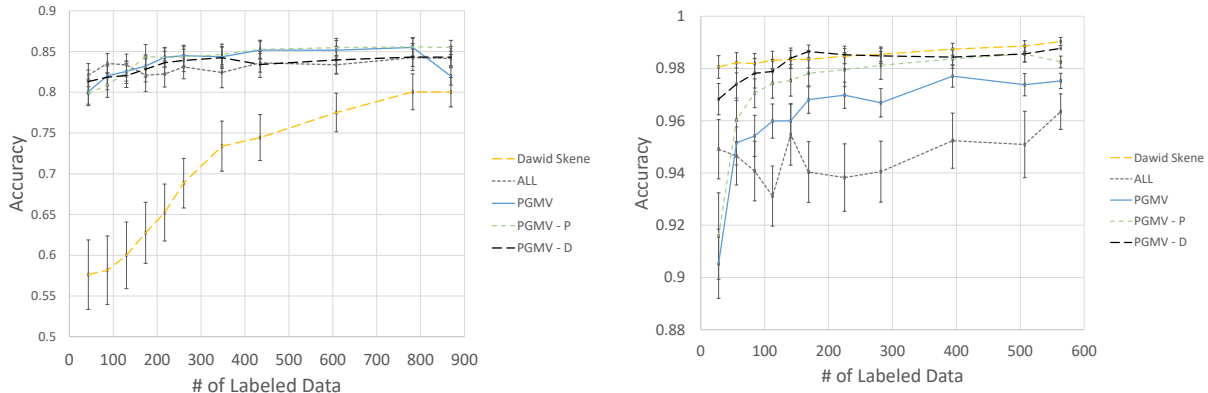 0.9
0.85
0.8
0.75
0.7
0.65
0.6
0.55
0.5
Accuracy
0 100 200 300 400 500 600 700 800 900
# of Labeled Data
Dawid Skene
ALL
PGMV
PGMV - P
PGMV - D
1
0.98
0.96
0.94
0.92
0.9
0.88
Accuracy
0 100 200 300 400 500 600
# of Labeled Data
Dawid Skene
ALL
PGMV
PGMV - P
PGMV - D